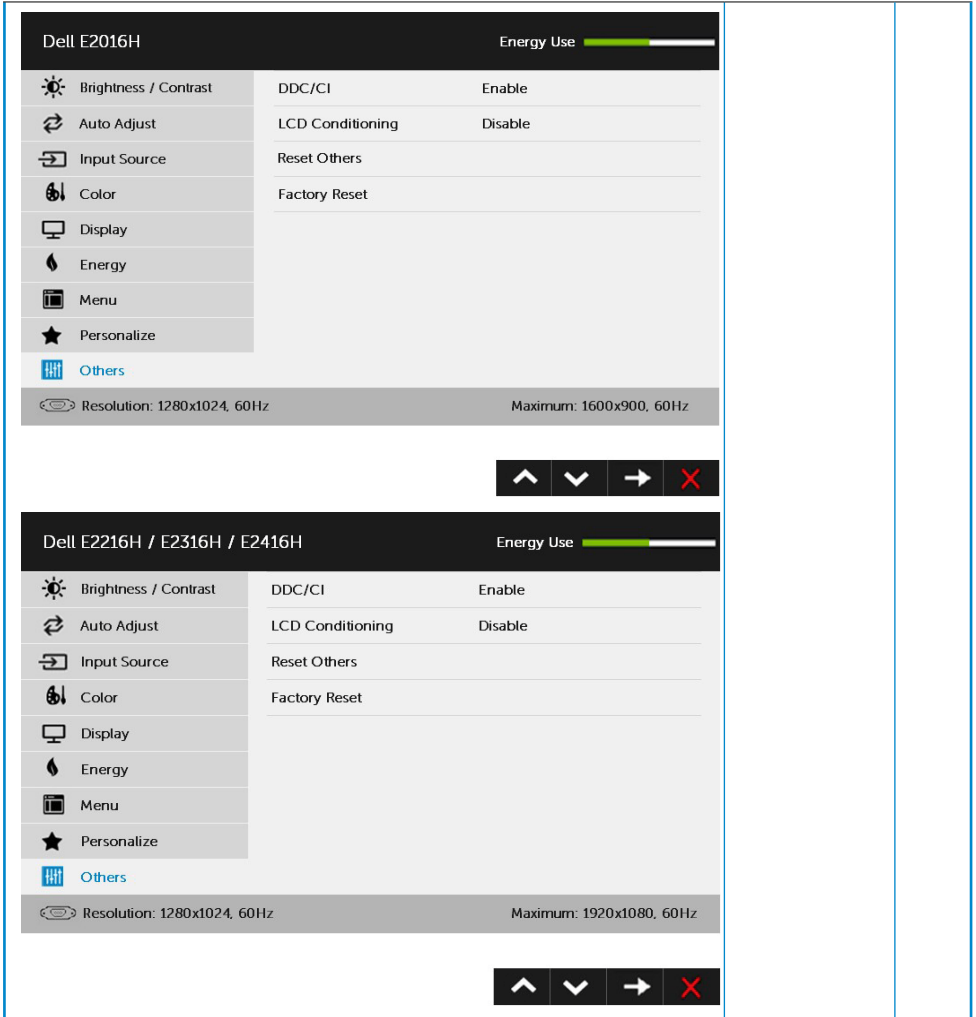 Dell E2016H Energy Use
Brightness / Contrast DDC/CI Enable
Auto Adjust LCD Conditioning Disable
Input Source Reset Others
Color Factory Reset
Display
Energy
Menu
Personalize
Others
Resolution: 1280x1024, 60Hz Maximum: 1600x900, 60Hz
Dell E2216H / E2316H / E2416H Energy Use
Brightness / Contrast DDC/CI Enable
Auto Adjust LCD Conditioning Disable
Input Source Reset Others
Color Factory Reset
Display
Energy
Menu
Personalize
Others
Resolution: 1280x1024, 60Hz Maximum: 1920x1080, 60Hz